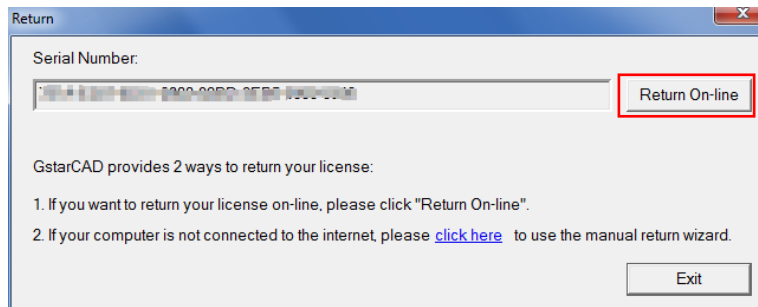 Return
Serial Number:
Return On-line
GstarCAD provides 2 ways to return your license:
1. If you want to return your license on-line, please click "Return On-line".
2. If your computer is not connected to the internet, please click here to use the manual return wizard.
Exit